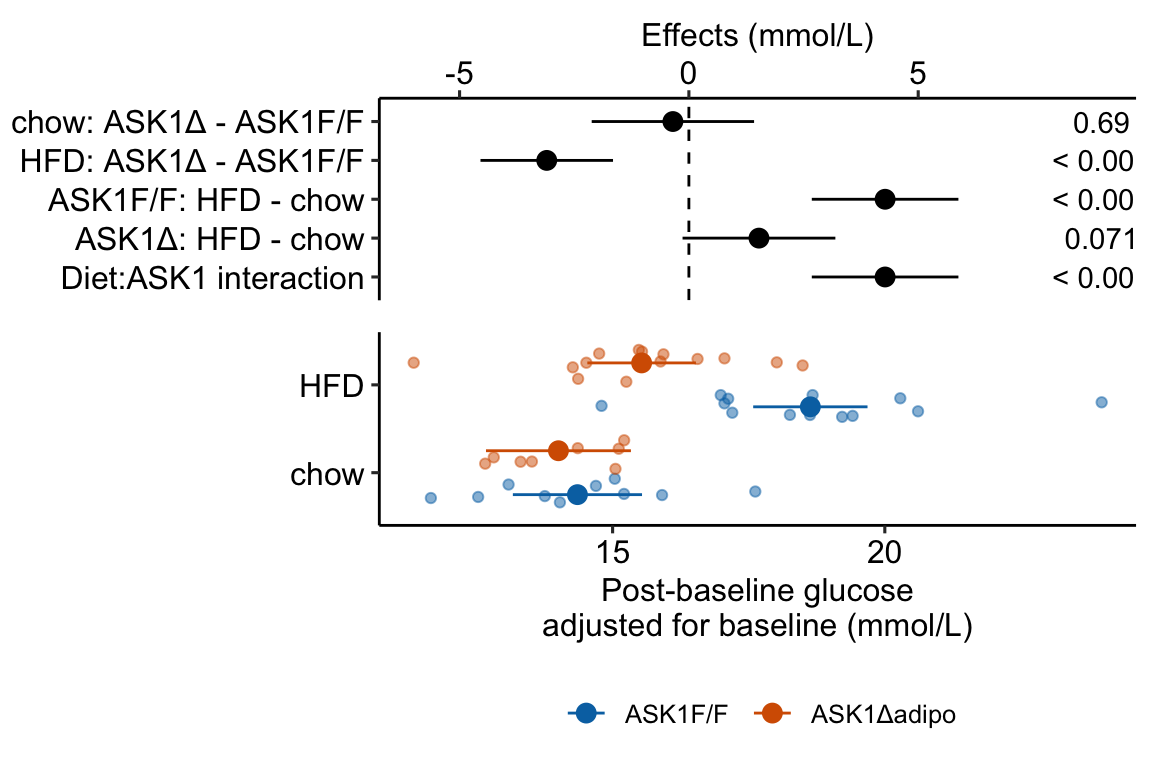 Effects (mmol/L)
-5 0 5
chow: ASK1Δ - ASK1F/F 0.69
HFD: ASK1Δ - ASK1F/F < 0.00
ASK1F/F: HFD - chow < 0.00
ASK1Δ: HFD - chow 0.071
Diet:ASK1 interaction < 0.00
HFD
chow
15 20
Post-baseline glucose
adjusted for baseline (mmol/L)
ASK1F/F ASK1Δadipo